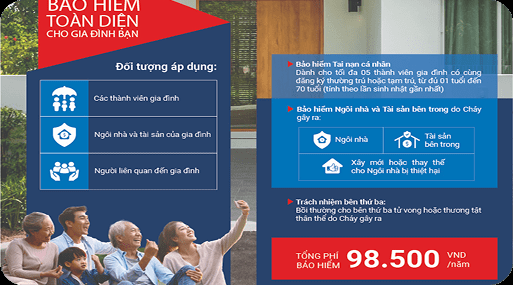 BẢO HIỂM
TOÀN DIỆN
CHO GIA ĐÌNH BẠN
Đối tượng áp dụng:
Các thành viên gia đình
Ngôi nhà và tài sản của gia đình
Người liên quan đến gia đình
Bảo hiểm Tai nạn cá nhân
Dành cho tối đa 05 thành viên gia đình có cùng
đăng ký thường trú hoặc tạm trú, từ đủ 01 tuổi đến
70 tuổi (tính theo lần sinh nhật gần nhất)
Bảo hiểm Ngôi nhà và Tài sản bên trong do Cháy
gây ra:
Ngôi nhà
Tài sản
bên trong
Xây mới hoặc thay thế
cho Ngôi nhà bị thiệt hại
Trách nhiệm bên thứ ba:
Bồi thường cho bên thứ ba tử vong hoặc thương tật
thân thể do Cháy gây ra
TỔNG PHÍ
BẢO HIỂM
98.500
VND
/năm